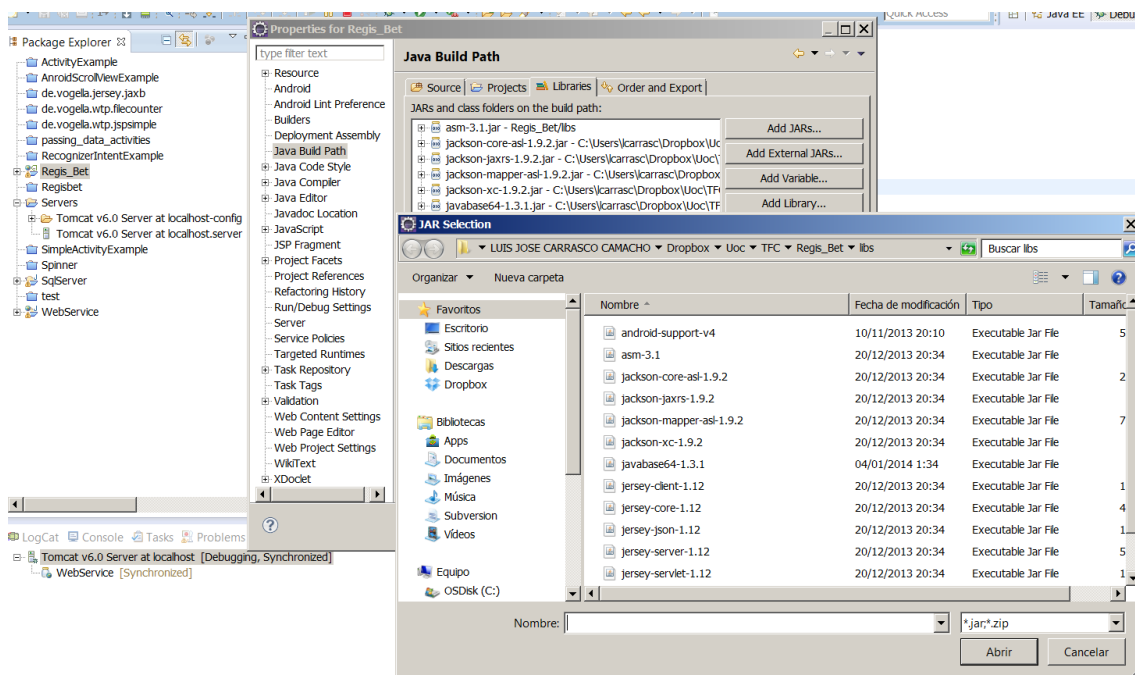 Quick Access
Java EE
Debu
Package Explorer
ActivityExample
AnroidScrollViewExample
de.vogella.jersey.jaxb
de.vogella.wtp.filecounter
de.vogella.wtp.jspsimple
passing_data_activities
RecognizerIntentExample
Regis_Bet
Regisbet
Servers
Tomcat v6.0 Server at localhost-config
Tomcat v6.0 Server at localhost.server
SimpleActivityExample
Spinner
SqlServer
test
WebService
Properties for Regis_Bet
type filter text
Resource
Android
Android Lint Preference
Builders
Deployment Assembly
Java Build Path
Java Code Style
Java Compiler
Java Editor
Javadoc Location
JavaScript
JSP Fragment
Project Facets
Project References
Refactoring History
Run/Debug Settings
Server
Service Policies
Targeted Runtimes
Task Repository
Task Tags
Validation
Web Content Settings
Web Page Editor
Web Project Settings
WikiText
XDoclet
Java Build Path
Source Projects Libraries Order and Export
JARs and class folders on the build path:
asm-3.1.jar - Regis_Bet/libs
jackson-core-asl-1.9.2.jar - C:\Users\lcarrasc\Dropbox\Uc
jackson-jaxrs-1.9.2.jar - C:\Users\lcarrasc\Dropbox\Uoc\
jackson-mapper-asl-1.9.2.jar - C:\Users\lcarrasc\Dropbox
jackson-xc-1.9.2.jar - C:\Users\lcarrasc\Dropbox\Uoc\TF
javabase64-1.3.1.jar - C:\Users\lcarrasc\Dropbox\Uoc\TF
Add JARs...
Add External JARs...
Add Variable...
Add Library...
JAR Selection
LUIS JOSE CARRASCO CAMACHO Dropbox Uoc TFC Regis_Bet libs
Buscar libs
Organizar Nueva carpeta
Favoritos
Escritorio
Sitios recientes
Descargas
Dropbox
Bibliotecas
Apps
Documentos
Imágenes
Música
Subversion
Vídeos
Equipo
OSDisk (C:)
Nombre Fecha de modificación Tipo Tamaño
android-support-v4 10/11/2013 20:10 Executable Jar File 5
asm-3.1 20/12/2013 20:34 Executable Jar File
jackson-core-asl-1.9.2 20/12/2013 20:34 Executable Jar File 2
jackson-jaxrs-1.9.2 20/12/2013 20:34 Executable Jar File
jackson-mapper-asl-1.9.2 20/12/2013 20:34 Executable Jar File 7
jackson-xc-1.9.2 20/12/2013 20:34 Executable Jar File
javabase64-1.3.1 04/01/2014 1:34 Executable Jar File
jersey-client-1.12 20/12/2013 20:34 Executable Jar File 1
jersey-core-1.12 20/12/2013 20:34 Executable Jar File 4
jersey-json-1.12 20/12/2013 20:34 Executable Jar File 1
jersey-server-1.12 20/12/2013 20:34 Executable Jar File 5
jersey-servlet-1.12 20/12/2013 20:34 Executable Jar File 1
Nombre:
*.jar;*.zip
Abrir Cancelar
LogCat Console Tasks Problems
Tomcat v6.0 Server at localhost [Debugging, Synchronized]
WebService [Synchronized]